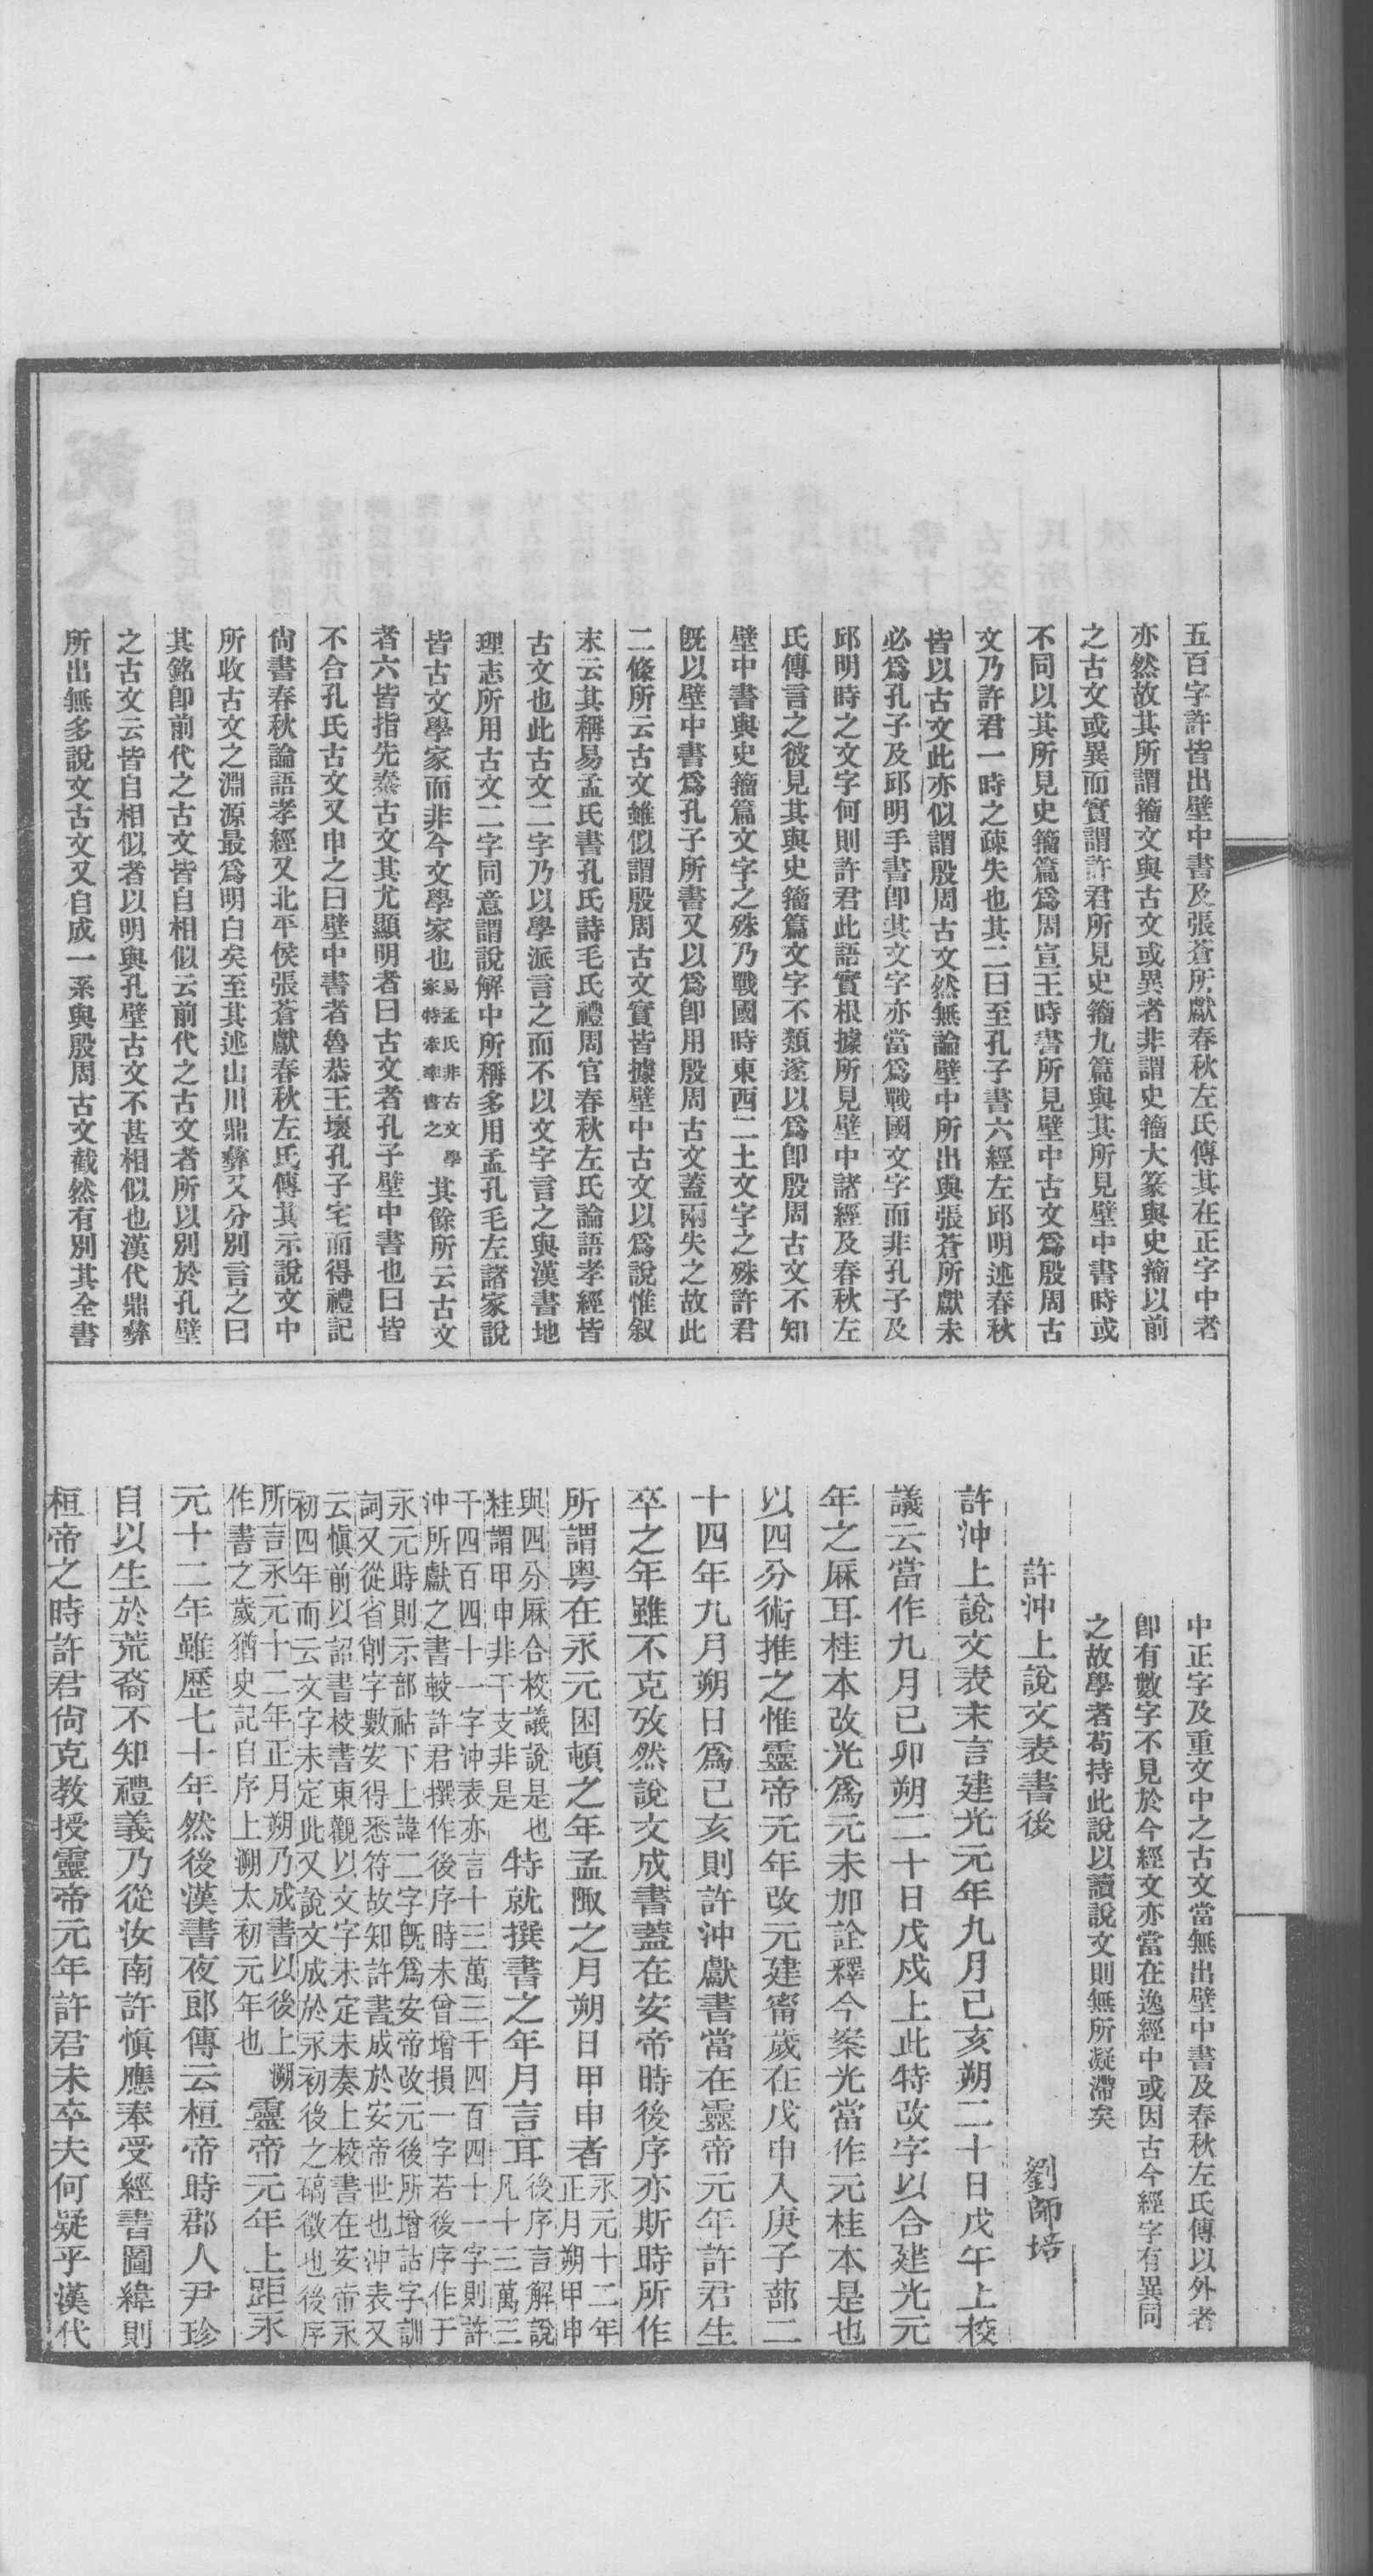 五百字許皆出壁中書及張蒼所獻春秋左氏傳其在正字中者
亦然故其所謂籀文與古文或異者非謂史籀大篆與史籀以前
之古文或異而實謂許君所見史籀九篇與其所見壁中書時或
不同以其所見史籀篇爲周宣王時書所見壁中古文爲殷周古
文乃許君一時之疎失也其二曰至孔子書六經左邱明述春秋
皆以古文此亦似謂殷周古文然無論壁中所出與張蒼所獻未
必爲孔子及邱明手書卽其文字亦當爲戰國文字而非孔子及
邱明時之文字何則許君此語實根據所見壁中諸經及春秋左
氏傳言之彼見其與史籀篇文字不類遂以爲卽殷周古文不知
壁中書與史籀篇文字之殊乃戰國時東西二土文字之殊許君
旣以壁中書爲孔子所書又以爲卽用殷周古文蓋兩失之故此
二條所云古文雖似謂殷周古文實皆據壁中古文以爲說惟叙
末云其稱易孟氏書孔氏詩毛氏禮周官春秋左氏論語孝經皆
古文也此古文二字乃以學派言之而不以文字言之與漢書地
理志所用古文二字同意謂說解中所稱多用孟孔毛左諸家說
皆古文學家而非今文學家也易孟氏非古文學家特牽率書之其餘所云古文
者六皆指先秦古文其尤顯明者曰古文者孔子壁中書也曰皆
不合孔氏古文又申之曰壁中書者魯恭王壞孔子宅而得禮記
尙書春秋論語孝經又北平侯張蒼獻春秋左氏傳其示說文中
所收古文之淵源最爲明白矣至其述山川鼎彝又分別言之曰
其銘卽前代之古文皆自相似云前代之古文者所以別於孔壁
之古文云皆自相似者以明與孔壁古文不甚相似也漢代鼎彝
所出無多說文古文又自成一系與殷周古文截然有別其全書
中正字及重文中之古文當無出壁中書及春秋左氏傳以外者
卽有數字不見於今經文亦當在逸經中或因古今經字有異同
之故學者苟持此說以讀說文則無所凝滯矣
許沖上說文表書後
劉師培
許沖上說文表末言建光元年九月己亥朔二十日戊午上校
議云當作九月己卯朔二十日戊戌上此特改字以合建光元
年之厤耳桂本改光爲元未加詮釋今案光當作元桂本是也
以四分術推之惟靈帝元年改元建甯歲在戊申入庚子蔀二
十四年九月朔日爲己亥則許沖獻書當在靈帝元年許君生
卒之年雖不克攷然說文成書蓋在安帝時後序亦斯時所作
所謂粤在永元困頓之年孟陬之月朔日甲申者永元十二年正月朔甲申
與四分厤合校議說是也桂謂甲申非干支非是特就撰書之年月言耳後序言解說凡十三萬三
千四百四十一字沖表亦言十三萬三千四百四十一字則許
沖所獻之書較許君撰作後序時未曾增損一字若後序作于
永元時則示部祜下上諱二字旣爲安帝改元後所增詁字訓
詞又從省削字數安得悉符故知許書成於安帝世也沖表又
云愼前以詔書校書東觀以文字未定未奏上校書在安帝永
初四年而云文字未定此又說文成於永初後之碻徵也後序
所言永元十二年正月朔乃成書以後上溯
作書之歲猶史記自序上溯太初元年也靈帝元年上距永
元十二年雖歷七十年然後漢書夜郎傳云桓帝時郡人尹珍
自以生於荒裔不知禮義乃從汝南許愼應奉受經書圖緯則
桓帝之時許君尙克敎授靈帝元年許君未卒夫何疑乎漢代